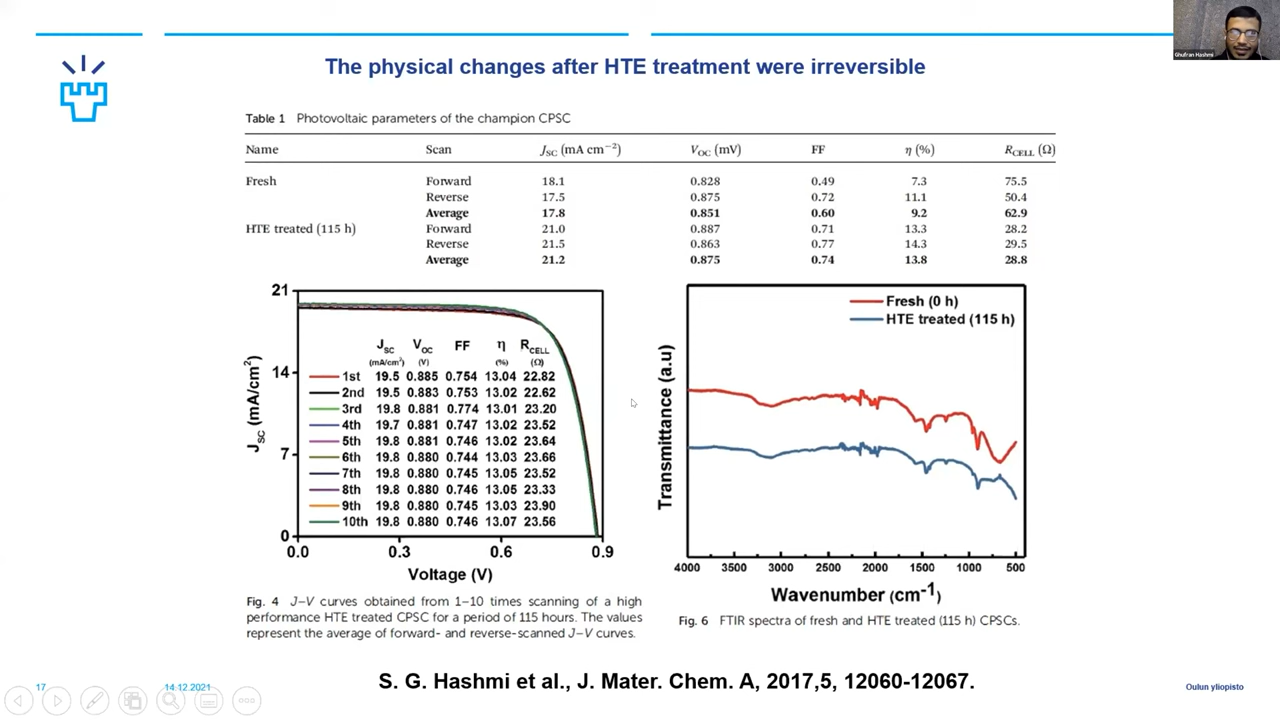 Ghufran Hashmi
The physical changes after HTE treatment were irreversible
Table 1 Photovoltaic parameters of the champion CPSC
Name Scan JSC (mA cm−2) VOC (mV) FF η (%) RCELL (Ω)
Fresh Forward 18.1 0.828 0.49 7.3 75.5
Reverse 17.5 0.875 0.72 11.1 50.4
Average 17.8 0.851 0.60 9.2 62.9
HTE treated (115 h) Forward 21.0 0.887 0.71 13.3 28.2
Reverse 21.5 0.863 0.77 14.3 29.5
Average 21.2 0.875 0.74 13.8 28.8
21
14
7
0
JSC (mA/cm2)
JSC VOC FF η RCELL
(mA/cm2) (V) (%) (Ω)
1st 19.5 0.885 0.754 13.04 22.82
2nd 19.5 0.883 0.753 13.02 22.62
3rd 19.8 0.881 0.774 13.01 23.20
4th 19.7 0.881 0.747 13.02 23.52
5th 19.8 0.881 0.746 13.02 23.64
6th 19.8 0.880 0.744 13.03 23.66
7th 19.8 0.880 0.745 13.05 23.52
8th 19.8 0.880 0.746 13.05 23.33
9th 19.8 0.880 0.745 13.03 23.90
10th 19.8 0.880 0.746 13.07 23.56
0.0 0.3 0.6 0.9
Voltage (V)
Fig. 4 J–V curves obtained from 1–10 times scanning of a high
performance HTE treated CPSC for a period of 115 hours. The values
represent the average of forward- and reverse-scanned J–V curves.
Fresh (0 h)
HTE treated (115 h)
Transmittance (a.u)
4000 3500 3000 2500 2000 1500 1000 500
Wavenumber (cm-1)
Fig. 6 FTIR spectra of fresh and HTE treated (115 h) CPSCs.
S. G. Hashmi et al., J. Mater. Chem. A, 2017,5, 12060-12067.
17
14.12.2021
Oulun yliopisto